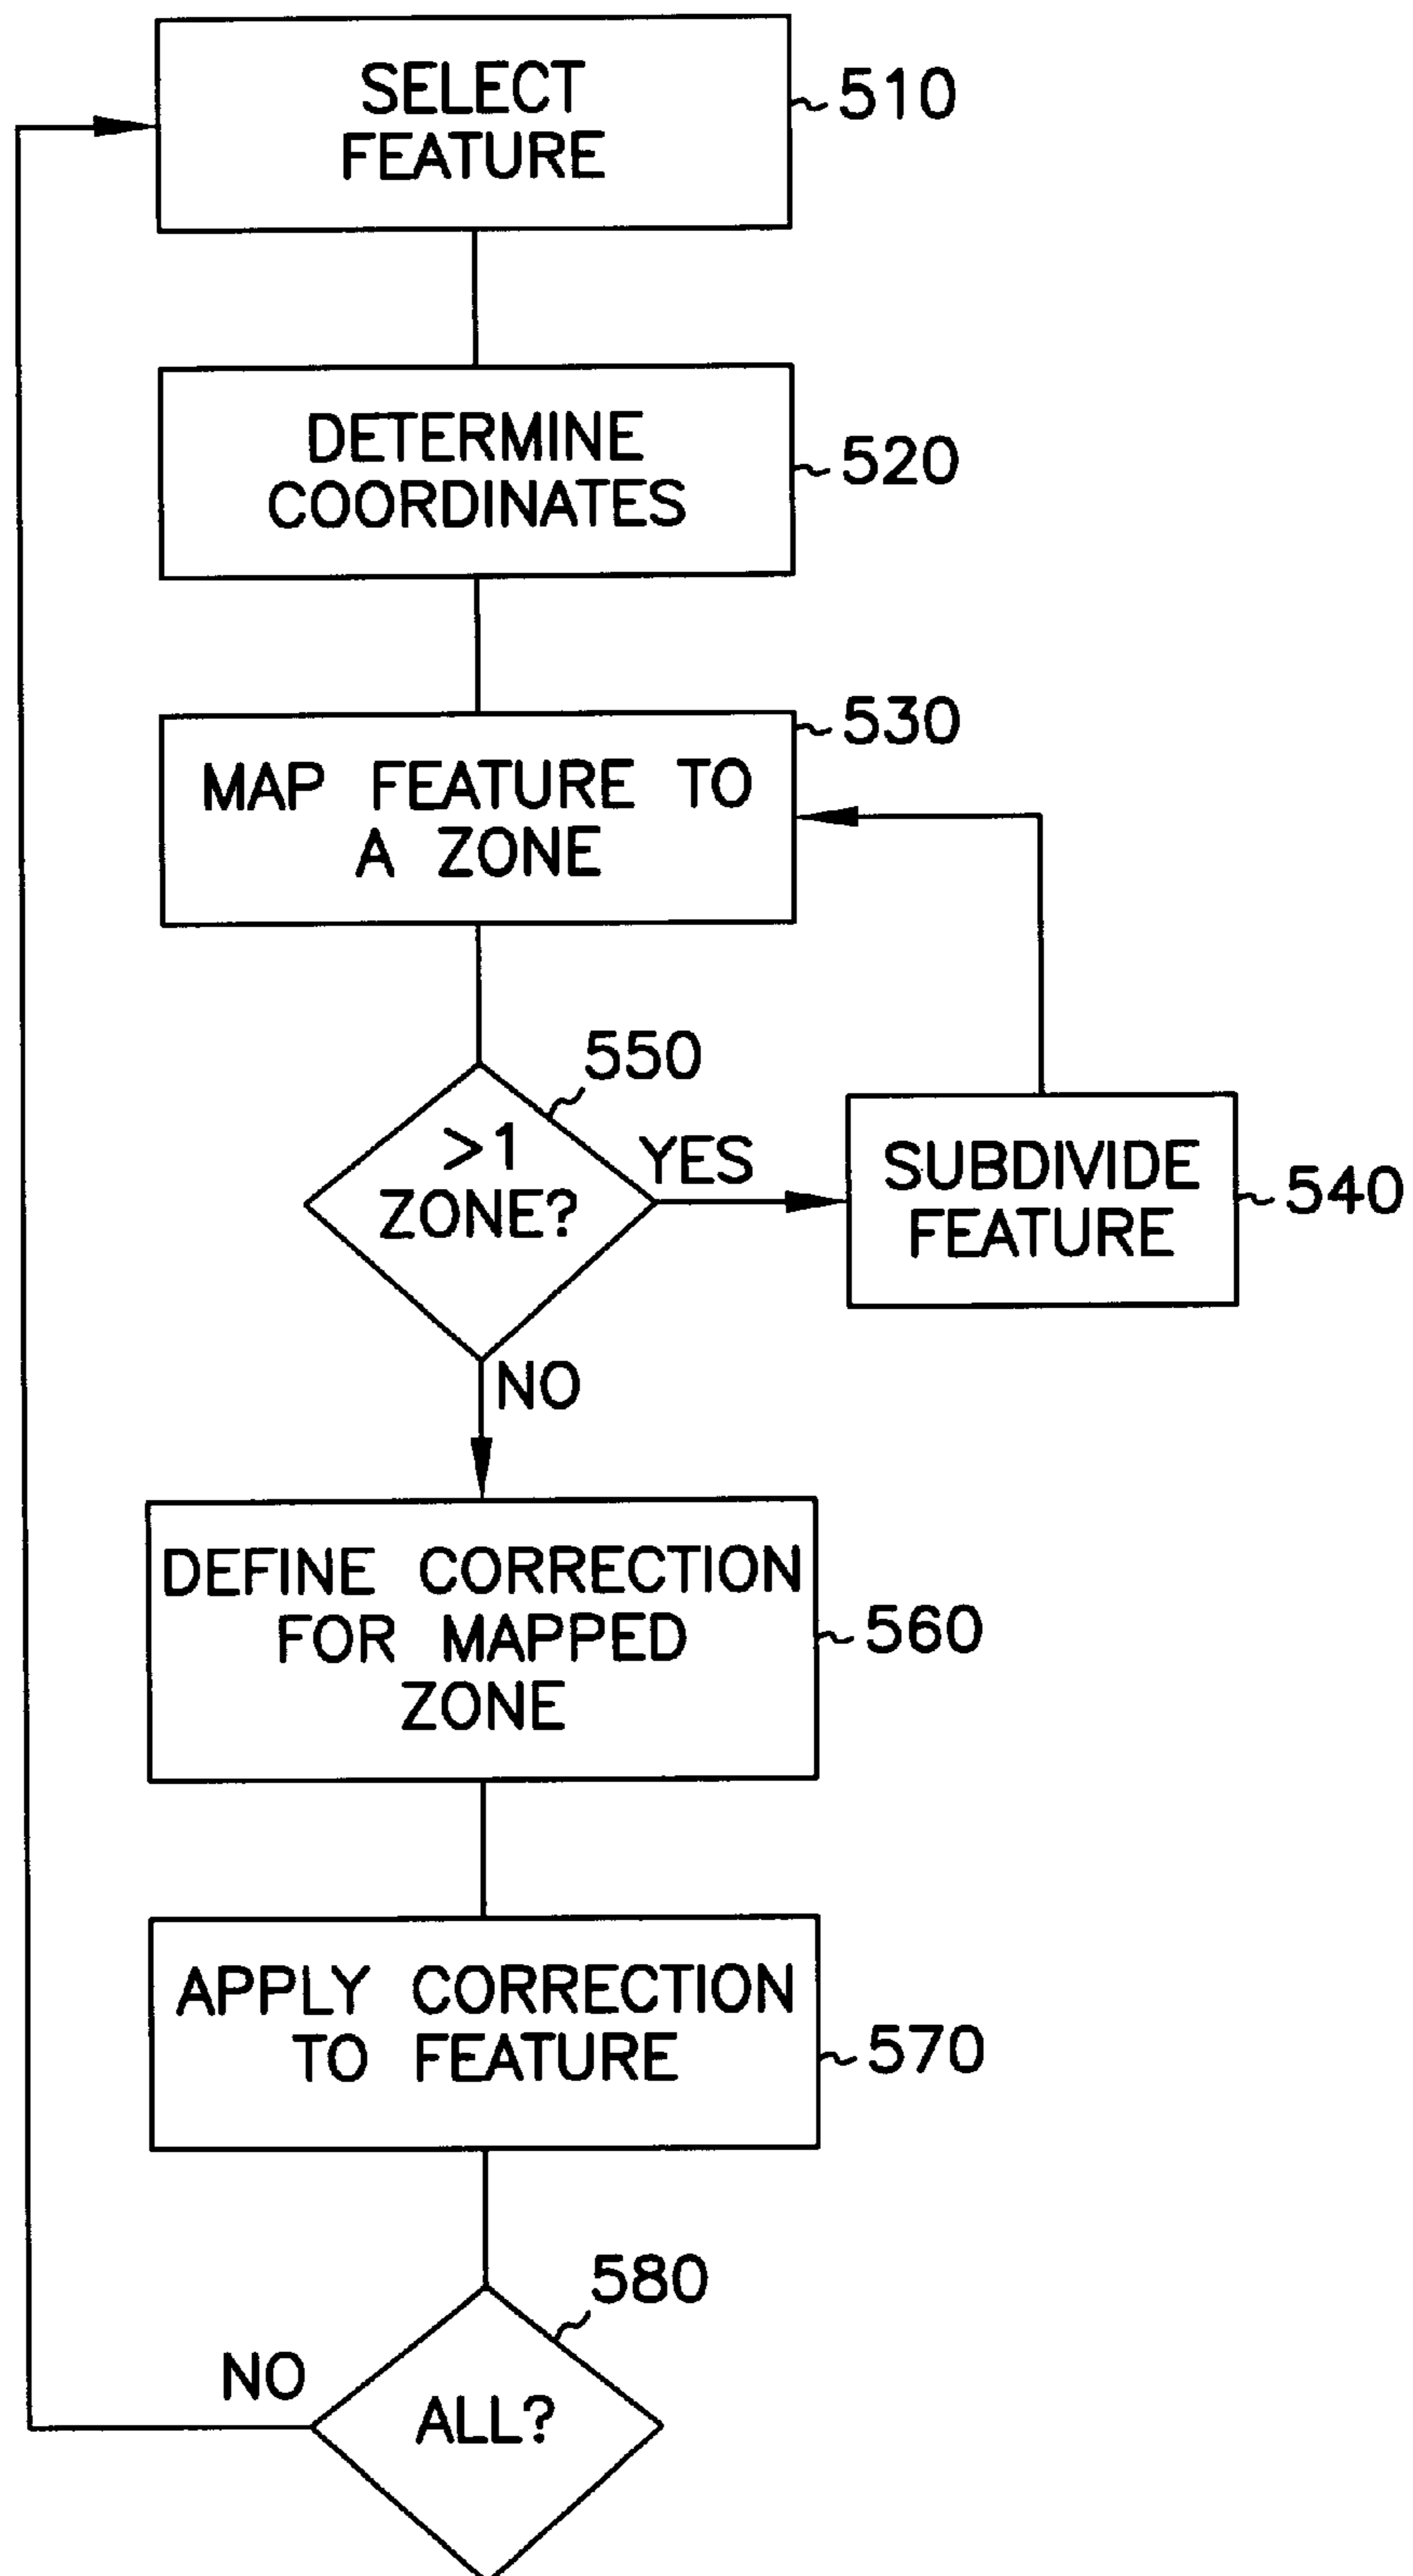 SELECT
FEATURE
510
DETERMINE
COORDINATES
520
530
MAP FEATURE TO
A ZONE
550
>1
ZONE?
YES
SUBDIVIDE
FEATURE
540
NO
DEFINE CORRECTION
FOR MAPPED
ZONE
560
APPLY CORRECTION
TO FEATURE
570
580
NO
ALL?